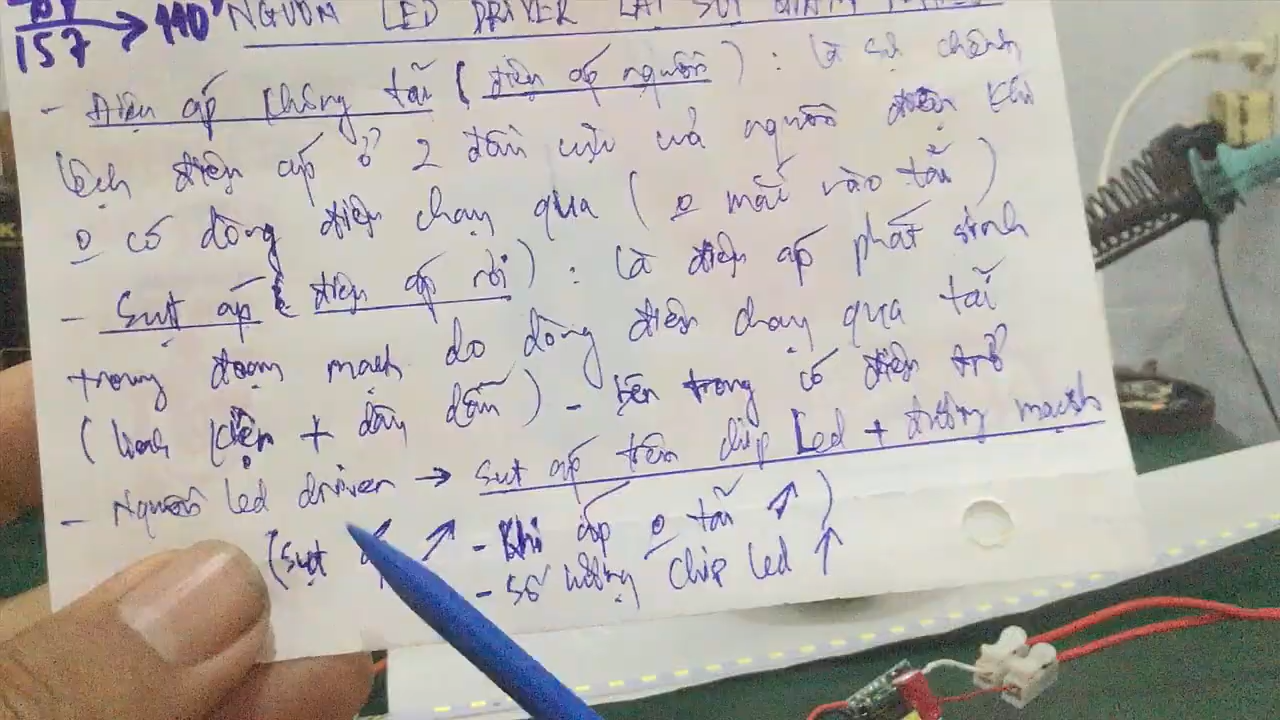 157 → 110 NGUỒN LED DRIVER LẠI SỤT
- Điện áp không tải (điện áp nguồn) : là sự chênh
lệch điện áp ở 2 đầu của nguồn điện khi
o có dòng điện chạy qua (o mắc vào tải)
- Sụt áp (điện áp rơi) : là điện áp phát sinh
trong đoạn mạch do dòng điện chạy qua tải
(linh kiện + dây dẫn) - bên trong có điện trở
- Nguồn led driver → sụt áp trên chip Led + đường mạch
(sụt áp ↗ - Khi áp o tải ↗)
- số lượng chip led ↑